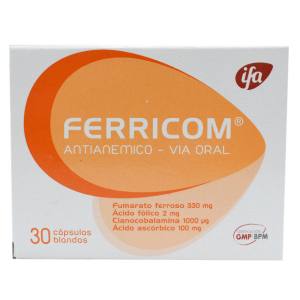 ifa
FERRICOM®
ANTIANEMICO - VIA ORAL
Fumarato ferroso 330 mg
Ácido fólico 2 mg
Cianocobalamina 1000 µg
Ácido ascórbico 100 mg
30 cápsulas
blandas
GMP BPM